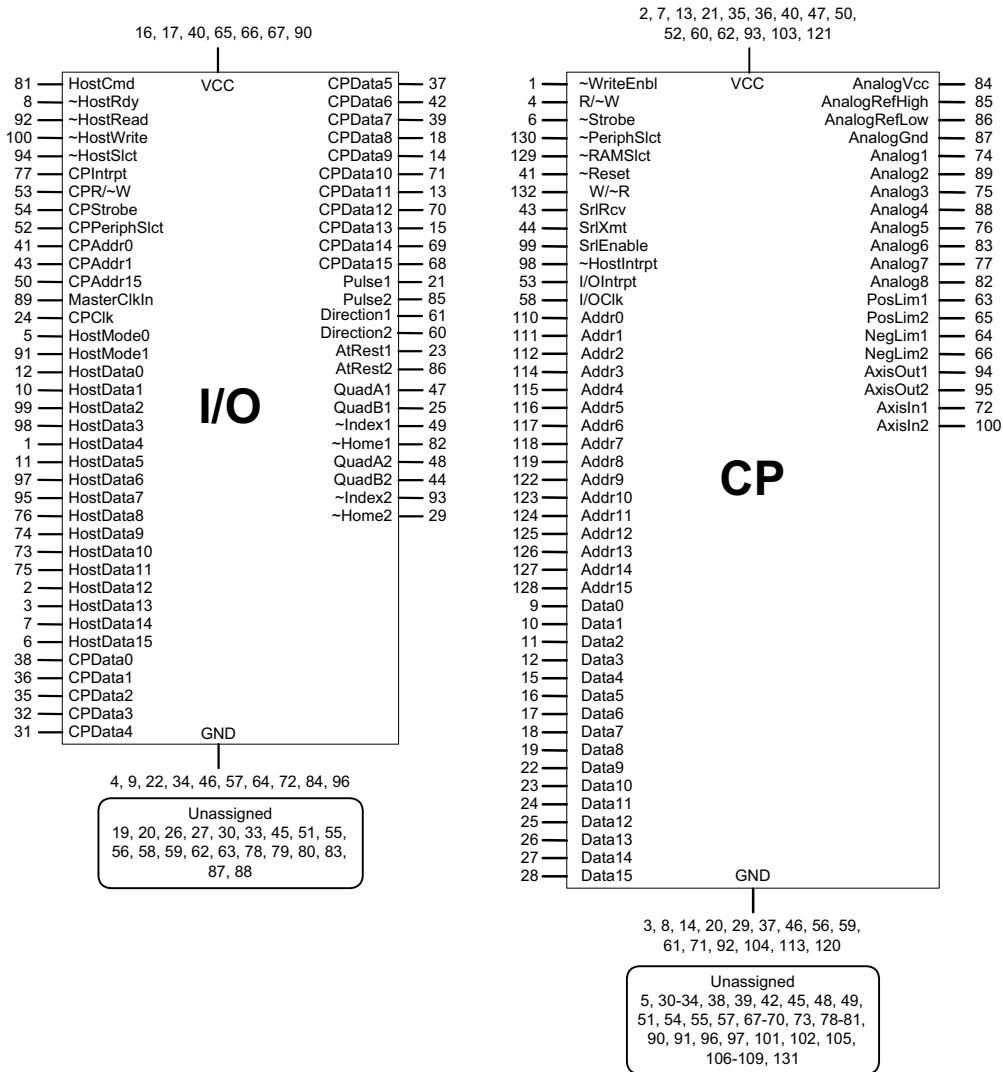 16, 17, 40, 65, 66, 67, 90
VCC
81 HostCmd
8 ~HostRdy
92 ~HostRead
100 ~HostWrite
94 ~HostSlct
77 CPIntrpt
53 CPR/~W
54 CPStrobe
52 CPPeriphSlct
41 CPAddr0
43 CPAddr1
50 CPAddr15
89 MasterClkIn
24 CPClk
5 HostMode0
91 HostMode1
12 HostData0
10 HostData1
99 HostData2
98 HostData3
1 HostData4
11 HostData5
97 HostData6
95 HostData7
76 HostData8
74 HostData9
73 HostData10
75 HostData11
2 HostData12
3 HostData13
7 HostData14
6 HostData15
38 CPData0
36 CPData1
35 CPData2
32 CPData3
31 CPData4
I/O
CPData5 37
CPData6 42
CPData7 39
CPData8 18
CPData9 14
CPData10 71
CPData11 13
CPData12 70
CPData13 15
CPData14 69
CPData15 68
Pulse1 21
Pulse2 85
Direction1 61
Direction2 60
AtRest1 23
AtRest2 86
QuadA1 47
QuadB1 25
~Index1 49
~Home1 82
QuadA2 48
QuadB2 44
~Index2 93
~Home2 29
GND
4, 9, 22, 34, 46, 57, 64, 72, 84, 96
Unassigned
19, 20, 26, 27, 30, 33, 45, 51, 55,
56, 58, 59, 62, 63, 78, 79, 80, 83,
87, 88
2, 7, 13, 21, 35, 36, 40, 47, 50,
52, 60, 62, 93, 103, 121
VCC
1 ~WriteEnbl
4 R/~W
6 ~Strobe
130 ~PeriphSlct
129 ~RAMSlct
41 ~Reset
132 W/~R
43 SrlRcv
44 SrlXmt
99 SrlEnable
98 ~HostIntrpt
53 I/OIntrpt
58 I/OClk
110 Addr0
111 Addr1
112 Addr2
114 Addr3
115 Addr4
116 Addr5
117 Addr6
118 Addr7
119 Addr8
122 Addr9
123 Addr10
124 Addr11
125 Addr12
126 Addr13
127 Addr14
128 Addr15
9 Data0
10 Data1
11 Data2
12 Data3
15 Data4
16 Data5
17 Data6
18 Data7
19 Data8
22 Data9
23 Data10
24 Data11
25 Data12
26 Data13
27 Data14
28 Data15
CP
AnalogVcc 84
AnalogRefHigh 85
AnalogRefLow 86
AnalogGnd 87
Analog1 74
Analog2 89
Analog3 75
Analog4 88
Analog5 76
Analog6 83
Analog7 77
Analog8 82
PosLim1 63
PosLim2 65
NegLim1 64
NegLim2 66
AxisOut1 94
AxisOut2 95
AxisIn1 72
AxisIn2 100
GND
3, 8, 14, 20, 29, 37, 46, 56, 59,
61, 71, 92, 104, 113, 120
Unassigned
5, 30-34, 38, 39, 42, 45, 48, 49,
51, 54, 55, 57, 67-70, 73, 78-81,
90, 91, 96, 97, 101, 102, 105,
106-109, 131